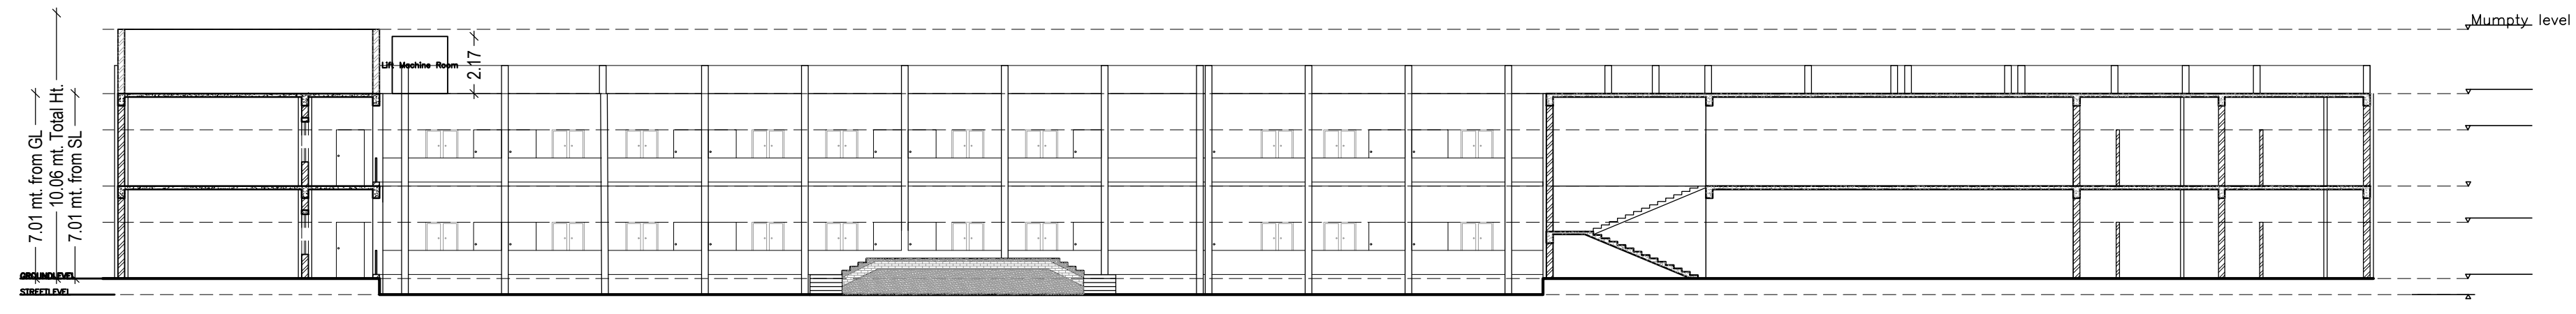 Mumpty level
Lift Machine Room
2.17
7.01 mt. from GL
10.06 mt. Total Ht.
7.01 mt. from SL
GROUNDLEVEL
STREETLEVEL